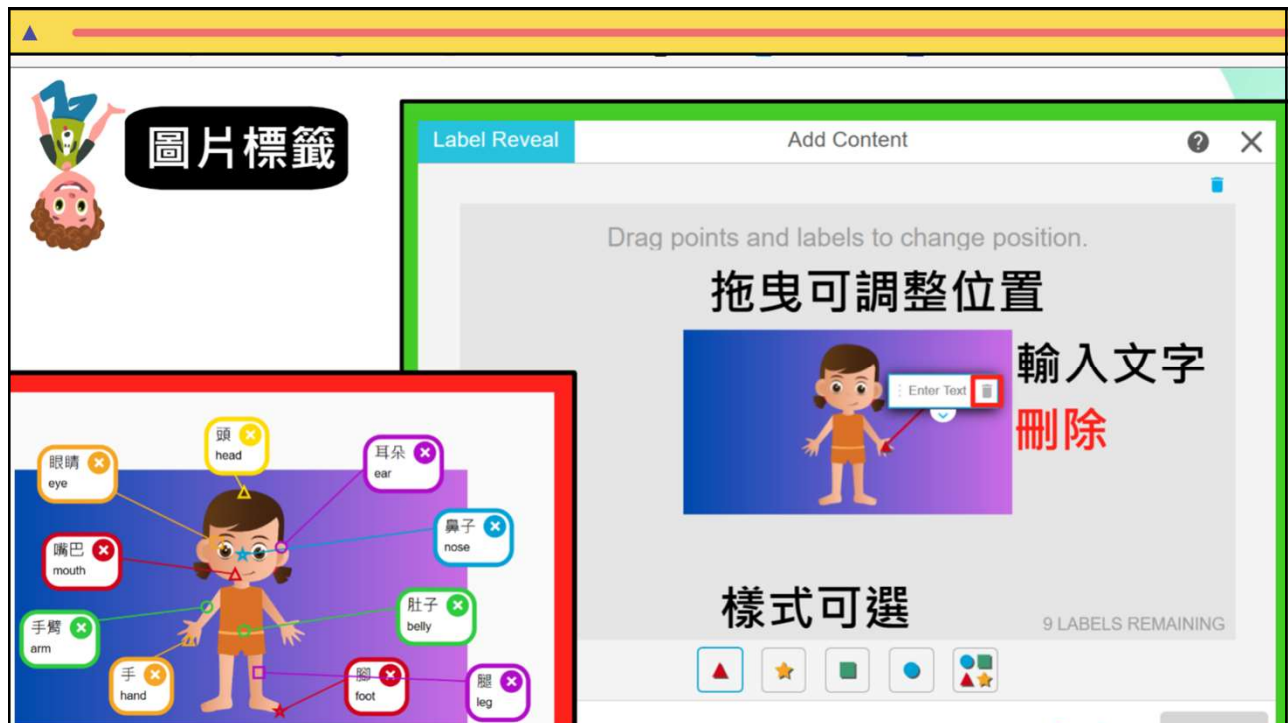 圖片標籤
Label Reveal
Add Content
Drag points and labels to change position.
拖曳可調整位置
Enter Text
輸入文字
刪除
樣式可選
9 LABELS REMAINING
頭
head
眼睛
eye
耳朵
ear
鼻子
nose
嘴巴
mouth
肚子
belly
手臂
arm
手
hand
腳
foot
腿
leg